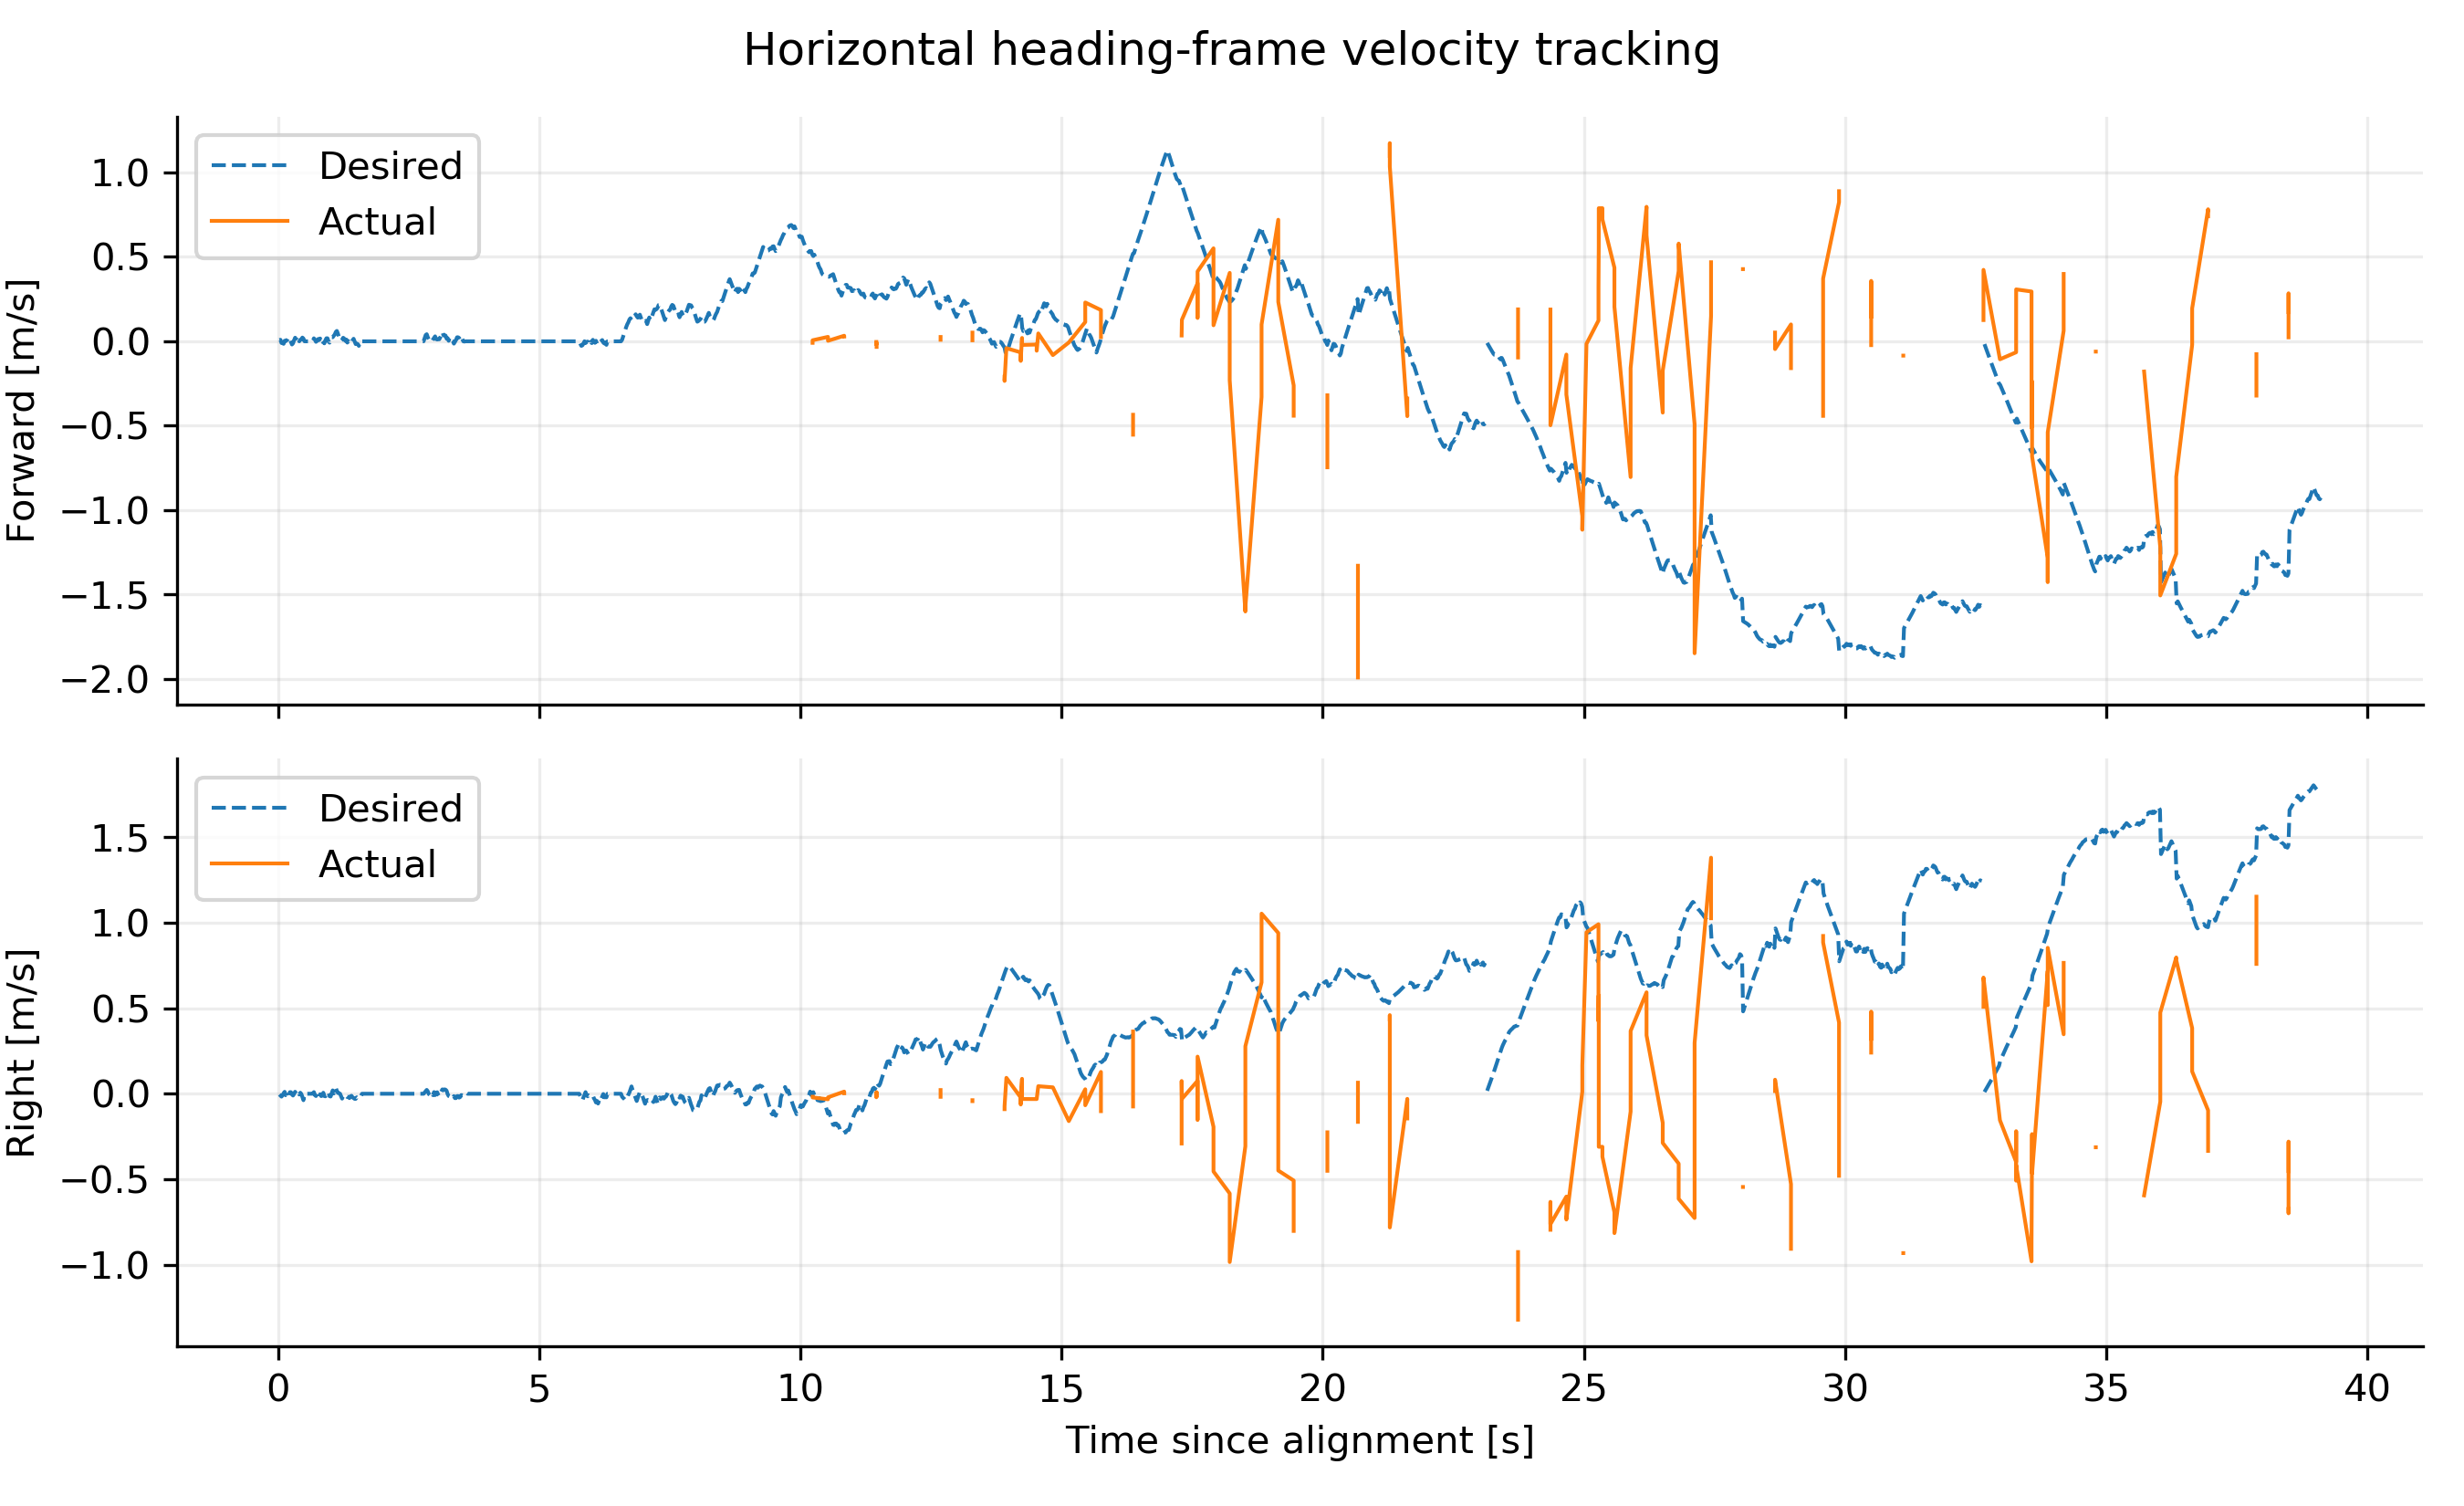 Horizontal heading-frame velocity tracking
Desired
Actual
Forward [m/s]
1.0
0.5
0.0
−0.5
−1.0
−1.5
−2.0
Desired
Actual
Right [m/s]
1.5
1.0
0.5
0.0
−0.5
−1.0
0 5 10 15 20 25 30 35 40
Time since alignment [s]